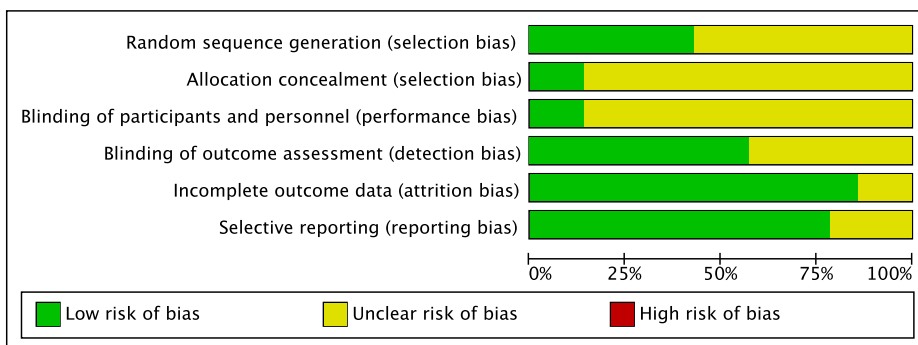 Random sequence generation (selection bias)
Allocation concealment (selection bias)
Blinding of participants and personnel (performance bias)
Blinding of outcome assessment (detection bias)
Incomplete outcome data (attrition bias)
Selective reporting (reporting bias)
0% 25% 50% 75% 100%
Low risk of bias Unclear risk of bias High risk of bias